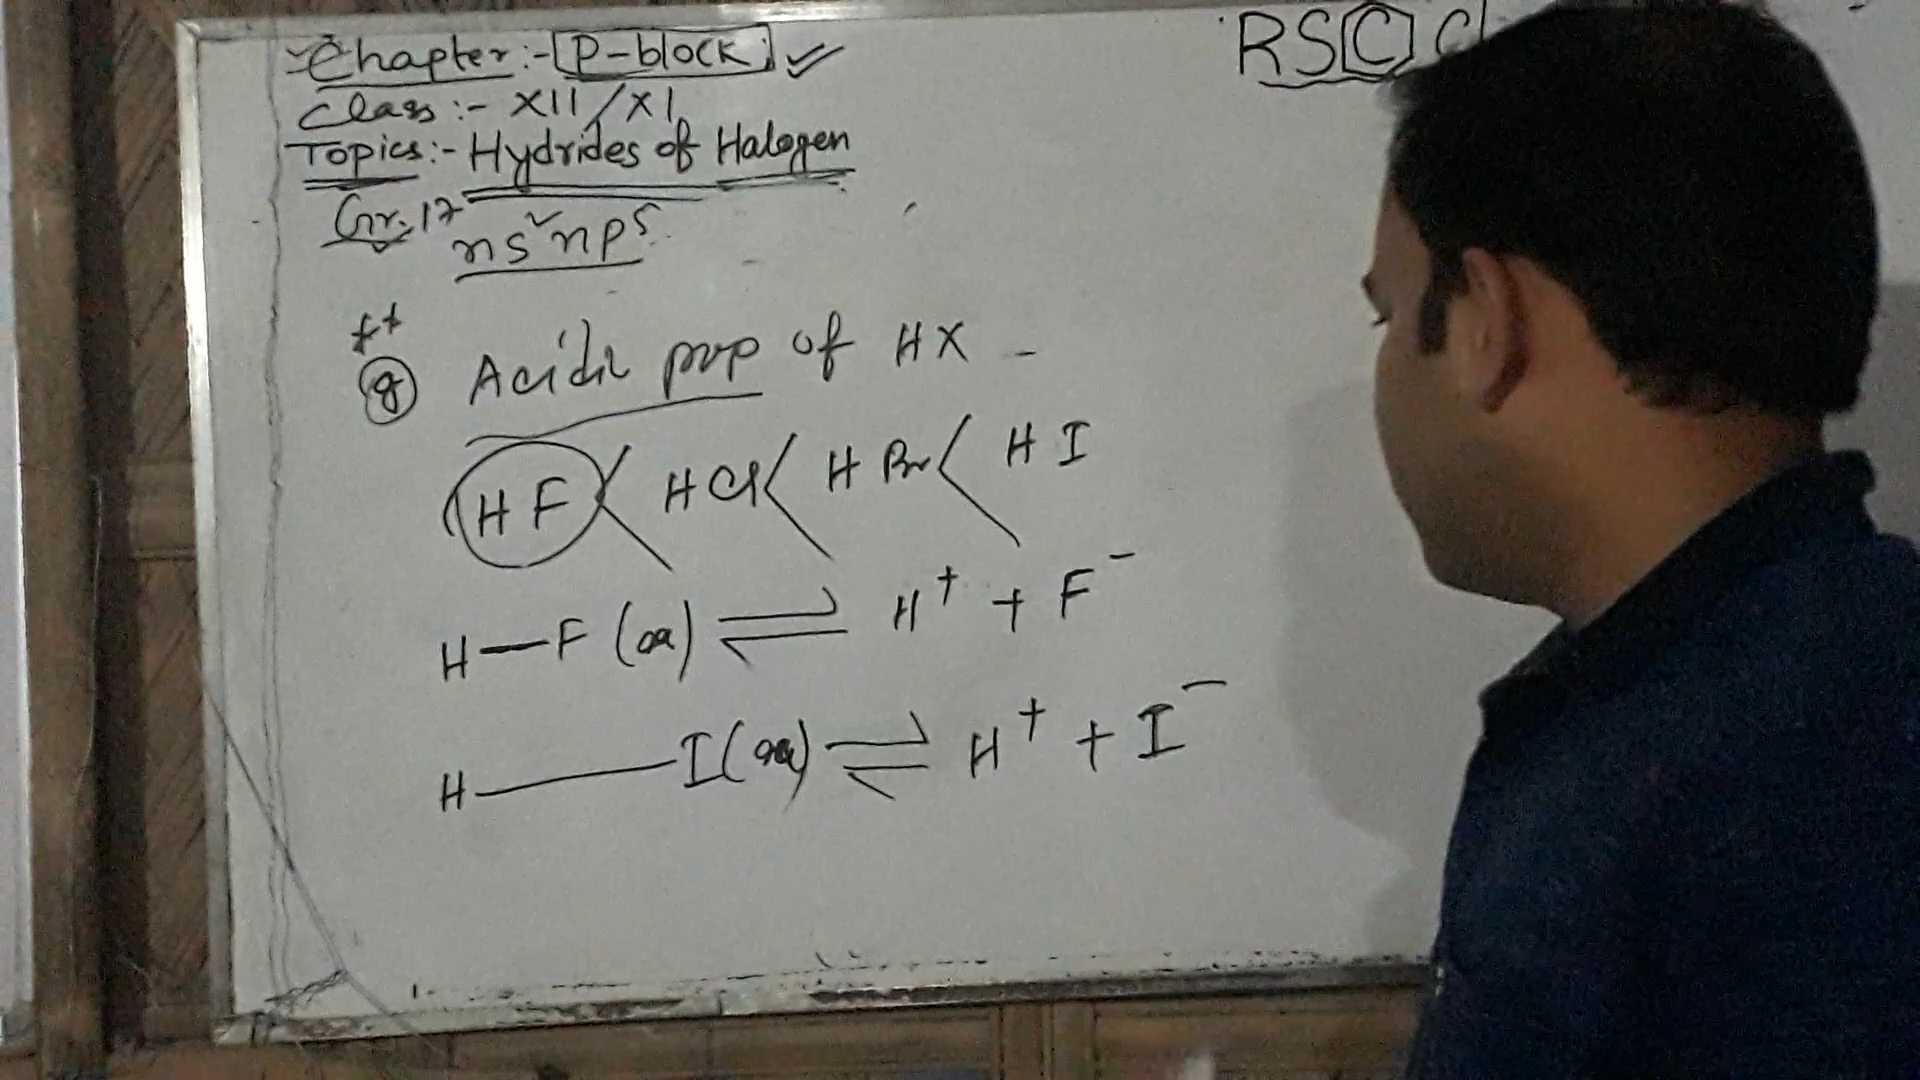 Chapter :- P-block
RSC C
Class :- XII/XI
Topics :- Hydrides of Halogen
Gr. 17
ns²np⁵
⑧ Acidic prop of HX -
HF < HCl < HBr < HI
H—F (aq) ⇌ H⁺ + F⁻
H—I (aq) ⇌ H⁺ + I⁻